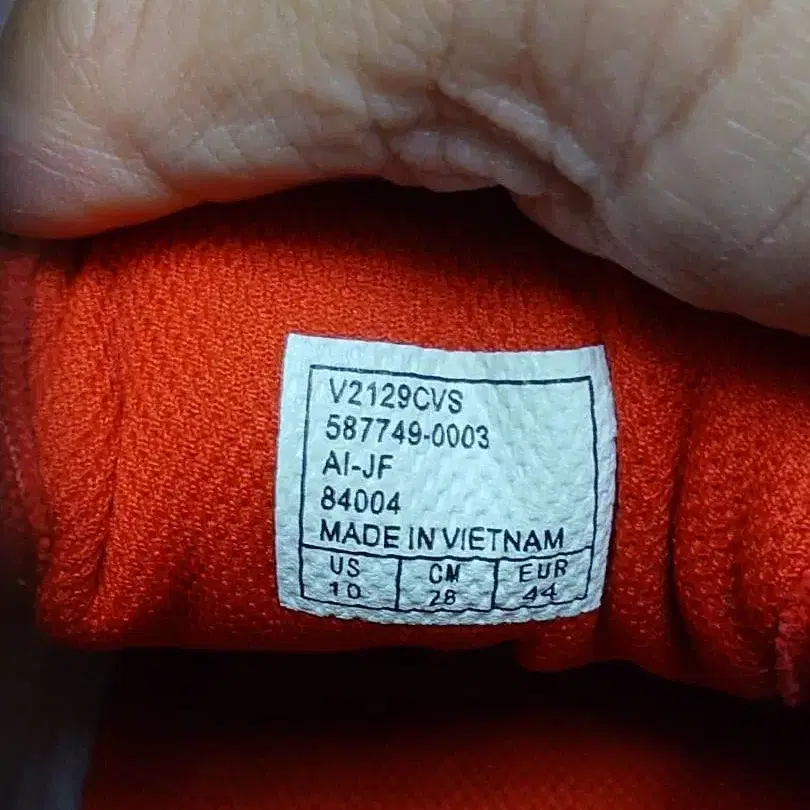 V2129CVS
587749-0003
AI-JF
84004
MADE IN VIETNAM
US CM EUR
10 28 44